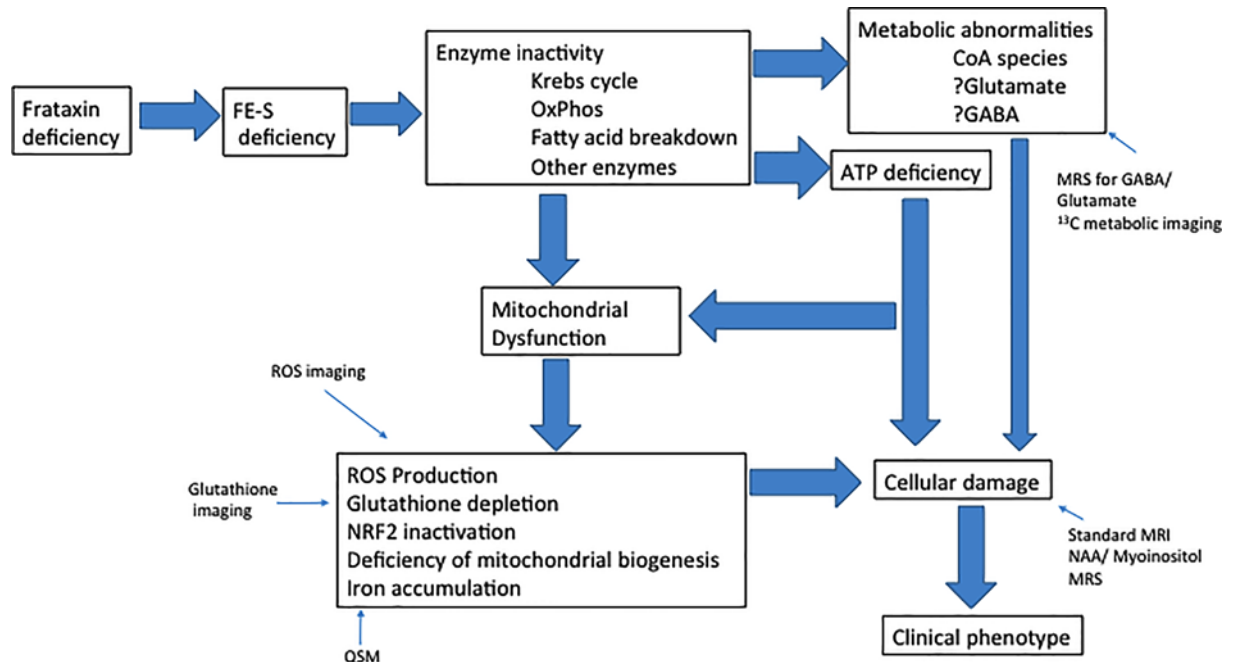 Frataxin
deficiency
FE-S
deficiency
Enzyme inactivity
Krebs cycle
OxPhos
Fatty acid breakdown
Other enzymes
Metabolic abnormalities
CoA species
?Glutamate
?GABA
ATP deficiency
MRS for GABA/
Glutamate
¹³C metabolic imaging
Mitochondrial
Dysfunction
ROS imaging
Glutathione
imaging
ROS Production
Glutathione depletion
NRF2 inactivation
Deficiency of mitochondrial biogenesis
Iron accumulation
QSM
Cellular damage
Standard MRI
NAA/ Myoinositol
MRS
Clinical phenotype